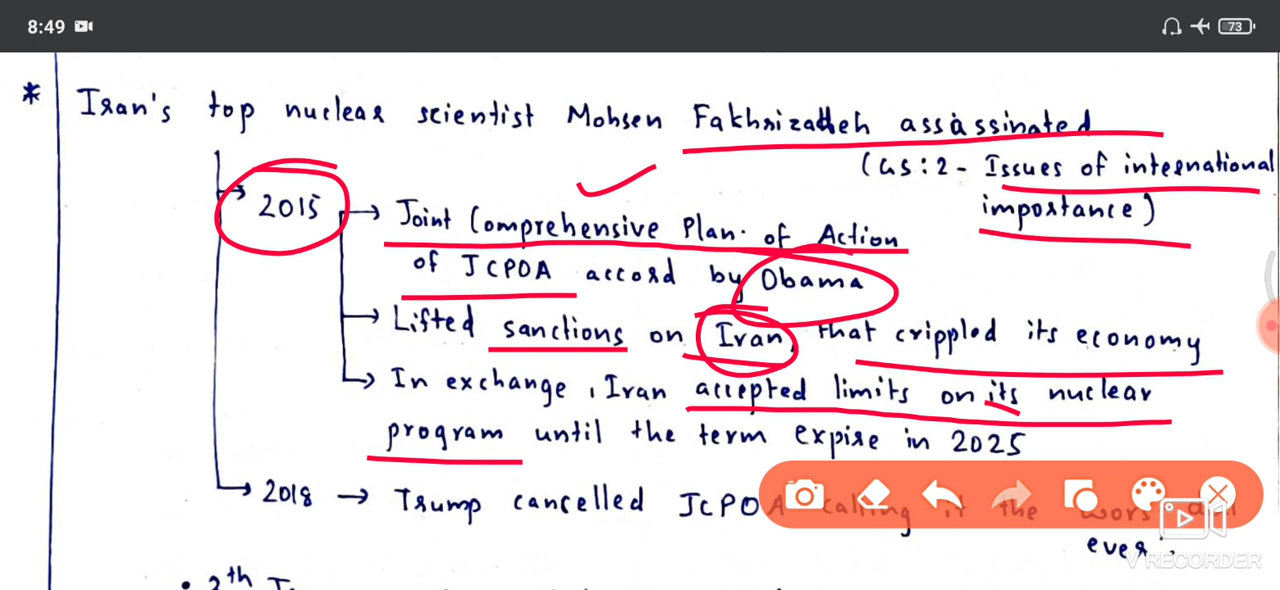 8:49
73
* Iran's top nuclear scientist Mohsen Fakhrizadeh assassinated
(GS:2 - Issues of international
importance)
2015 → Joint Comprehensive Plan of Action
of JCPOA accord by Obama
→ Lifted sanctions on Iran, that crippled its economy
→ In exchange, Iran accepted limits on its nuclear
program until the term expire in 2025
→ 2018 → Trump cancelled JCPOA calling it the
ever'.
VRECORDER